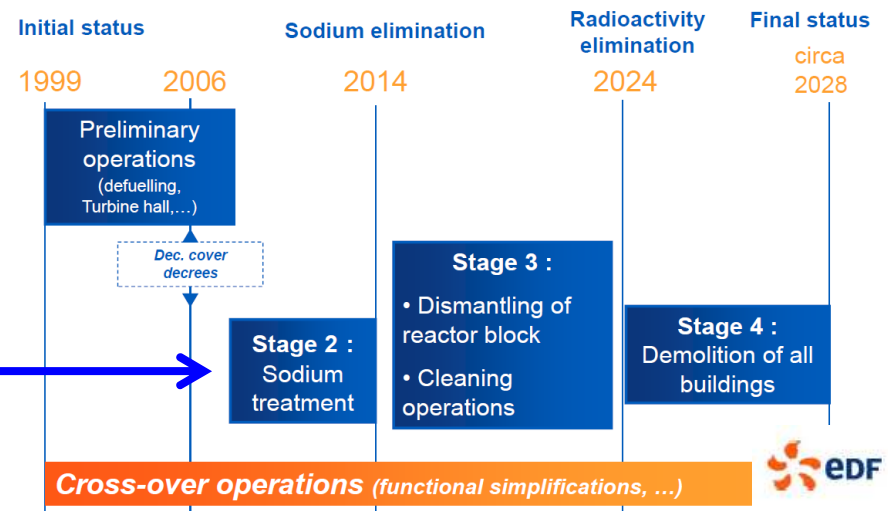 Initial status
Sodium elimination
Radioactivity
elimination
Final status
1999
2006
2014
2024
circa
2028
Preliminary
operations
(defuelling,
Turbine hall,…)
Dec. cover
decrees
Stage 2 :
Sodium
treatment
Stage 3 :
• Dismantling of
reactor block
• Cleaning
operations
Stage 4 :
Demolition of all
buildings
Cross-over operations (functional simplifications, …)
eDF